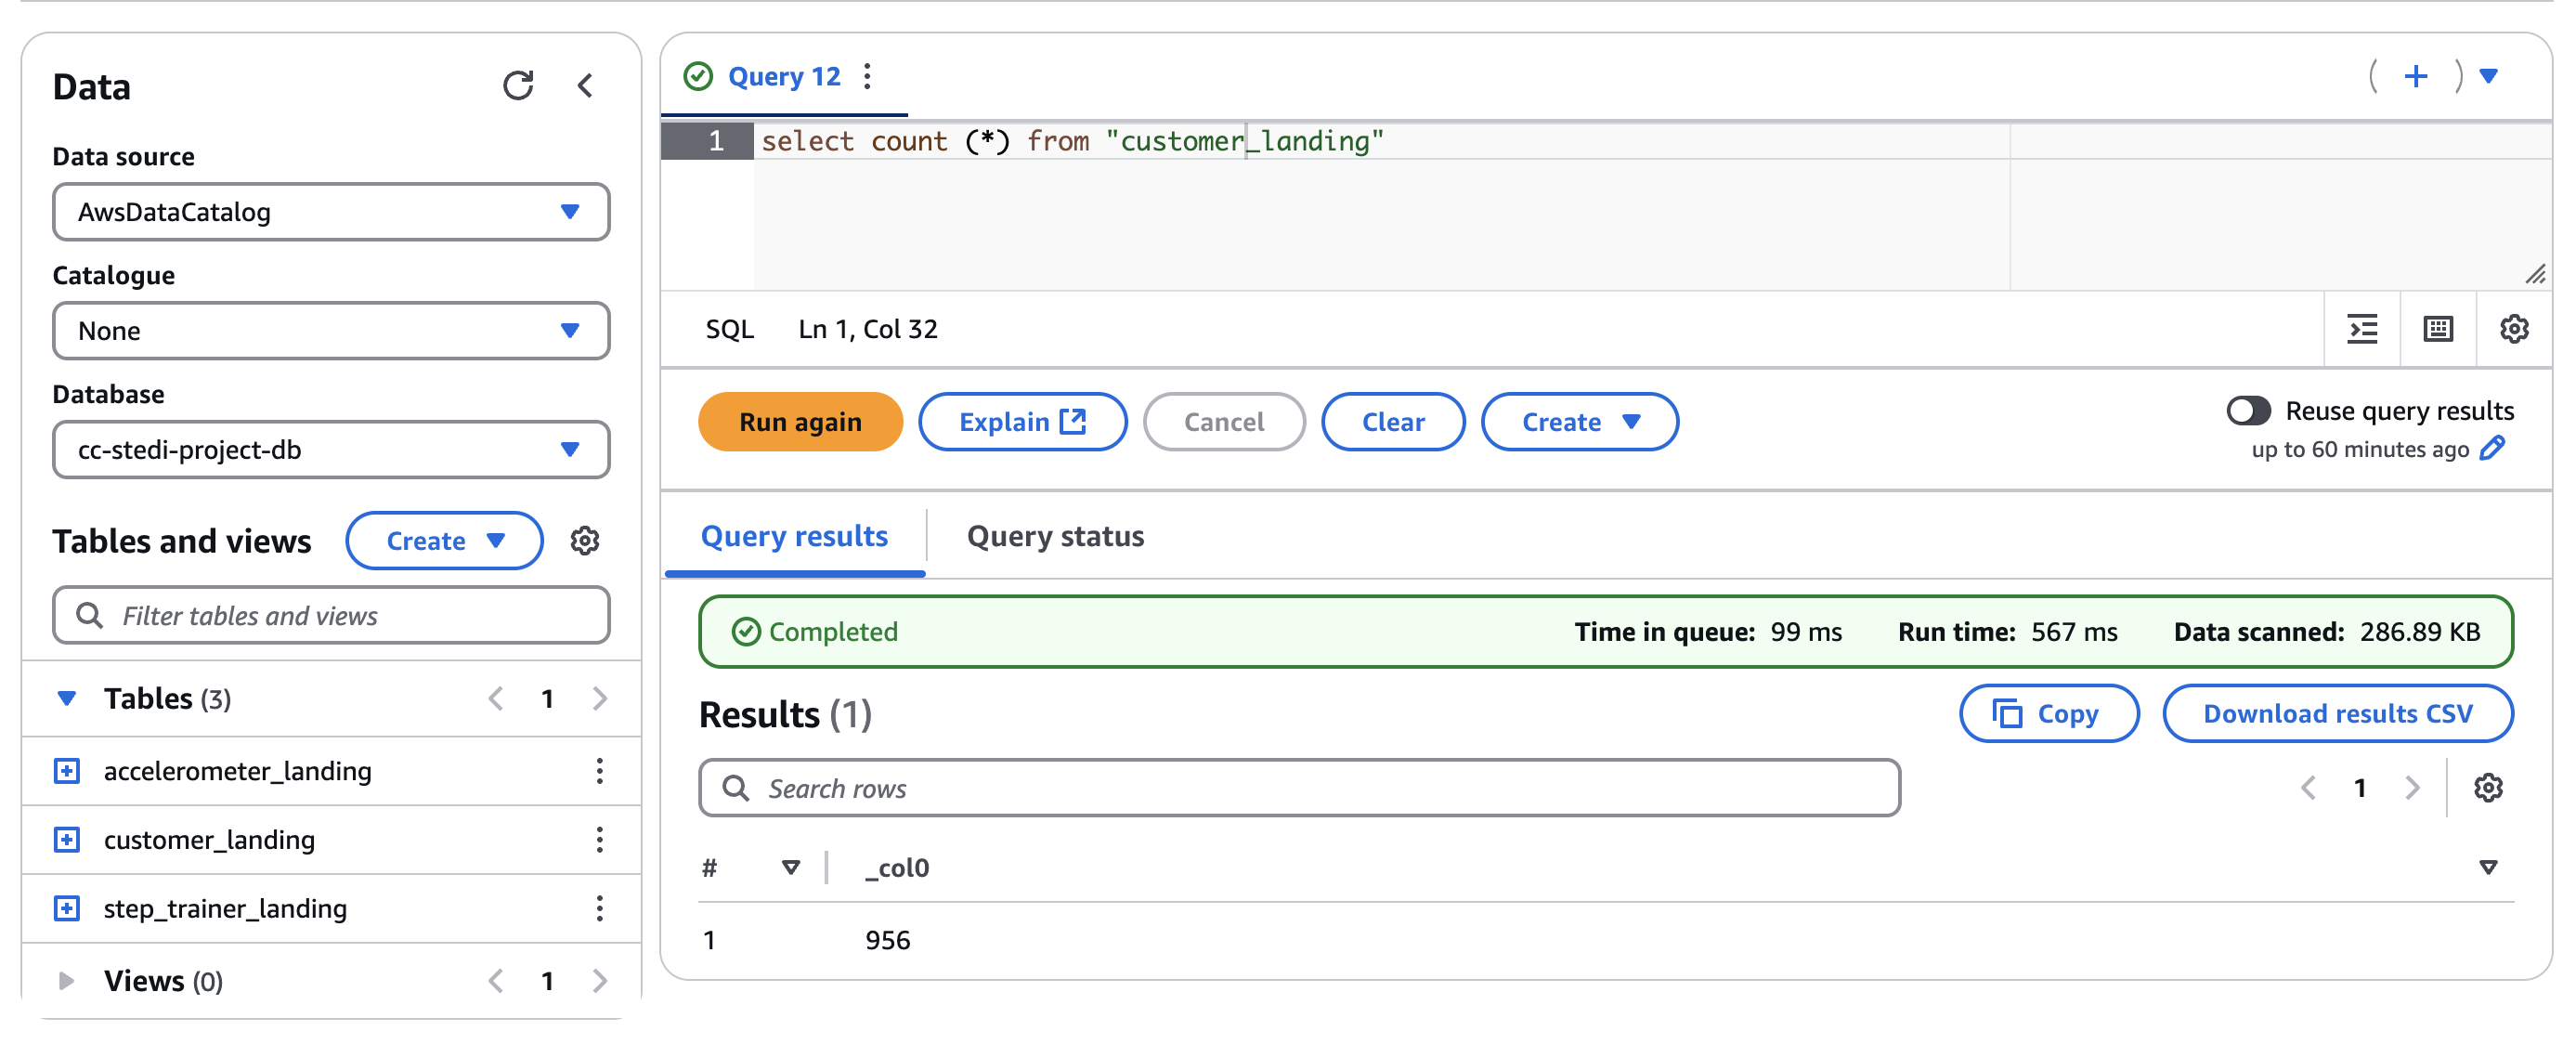 Data
Data source
AwsDataCatalog
Catalogue
None
Database
cc-stedi-project-db
Tables and views
Create
Filter tables and views
Tables (3) 1
accelerometer_landing
customer_landing
step_trainer_landing
Views (0) 1
Query 12
1 select count (*) from "customer_landing"
SQL Ln 1, Col 32
Run again Explain Cancel Clear Create
Reuse query results
up to 60 minutes ago
Query results Query status
Completed Time in queue: 99 ms Run time: 567 ms Data scanned: 286.89 KB
Results (1) Copy Download results CSV
Search rows 1
# _col0
1 956